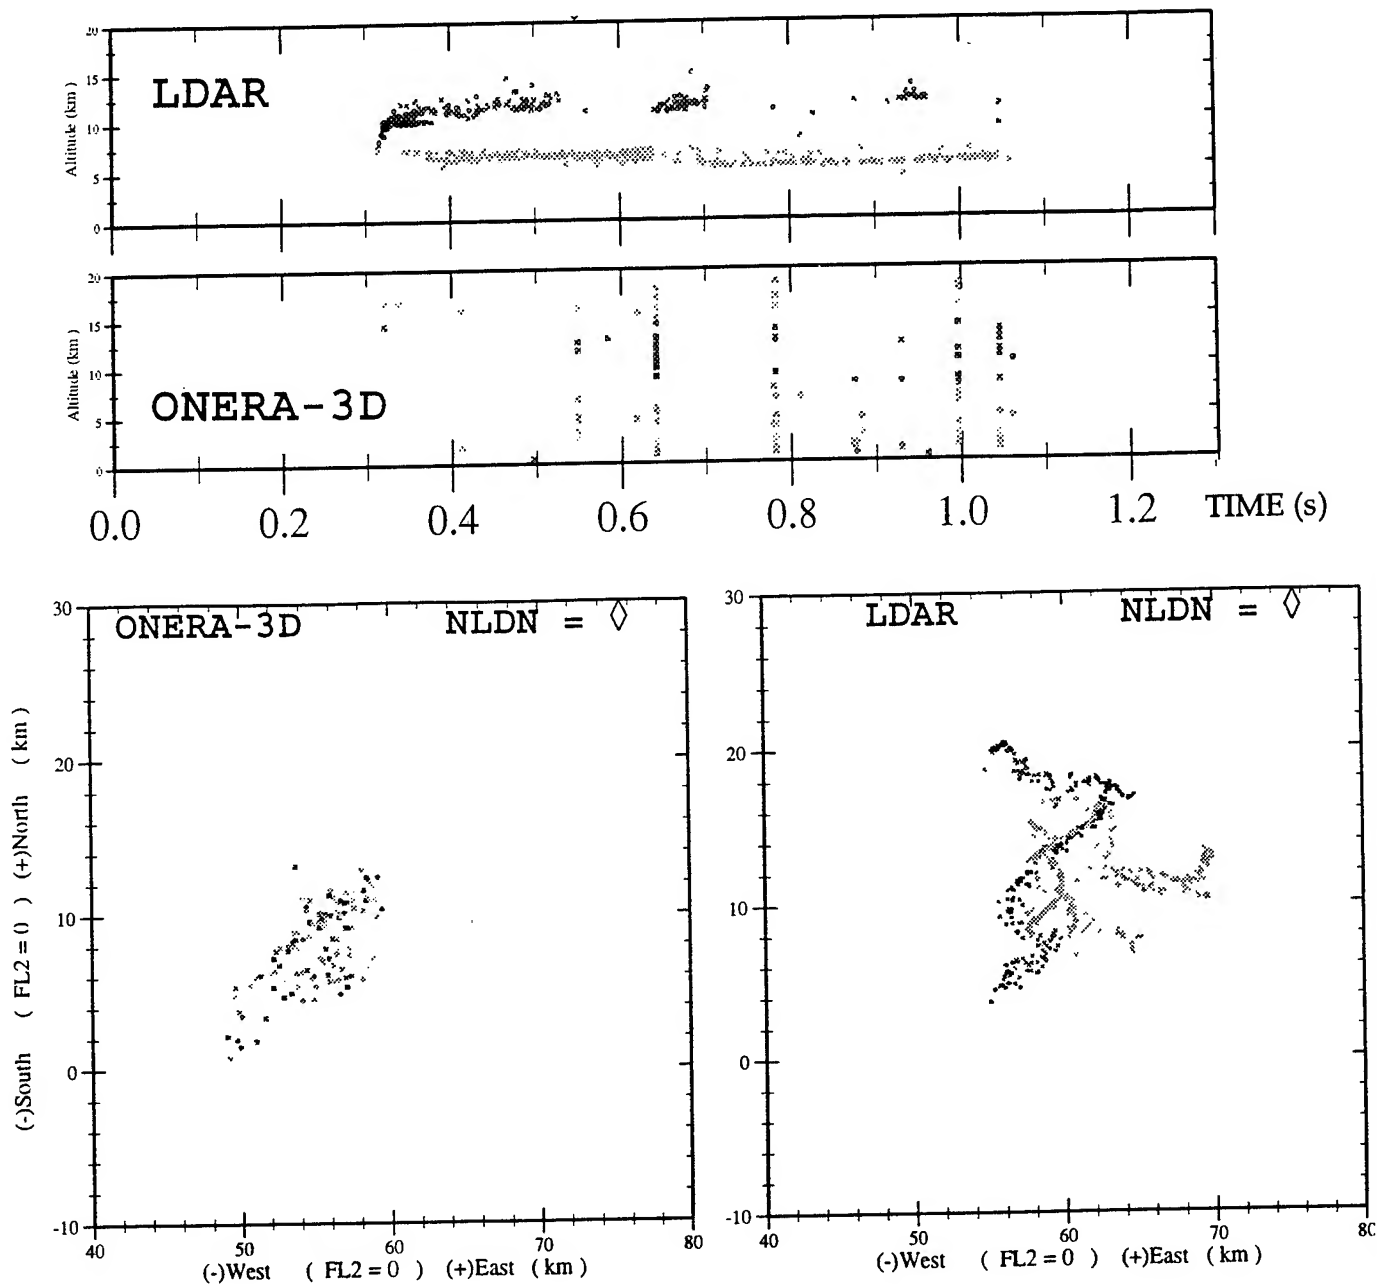 20
15
10
5
0
Altitude (km)
LDAR
20
15
10
5
0
Altitude (km)
ONERA-3D
0.0 0.2 0.4 0.6 0.8 1.0 1.2 TIME (s)
ONERA-3D NLDN = ◊
30
20
10
0
-10
40 50 60 70 80
(-)South ( FL2 = 0 ) (+)North ( km )
(-)West ( FL2 = 0 ) (+)East ( km )
LDAR NLDN = ◊
30
20
10
0
-10
40 50 60 70 80
(-)West ( FL2 = 0 ) (+)East ( km )